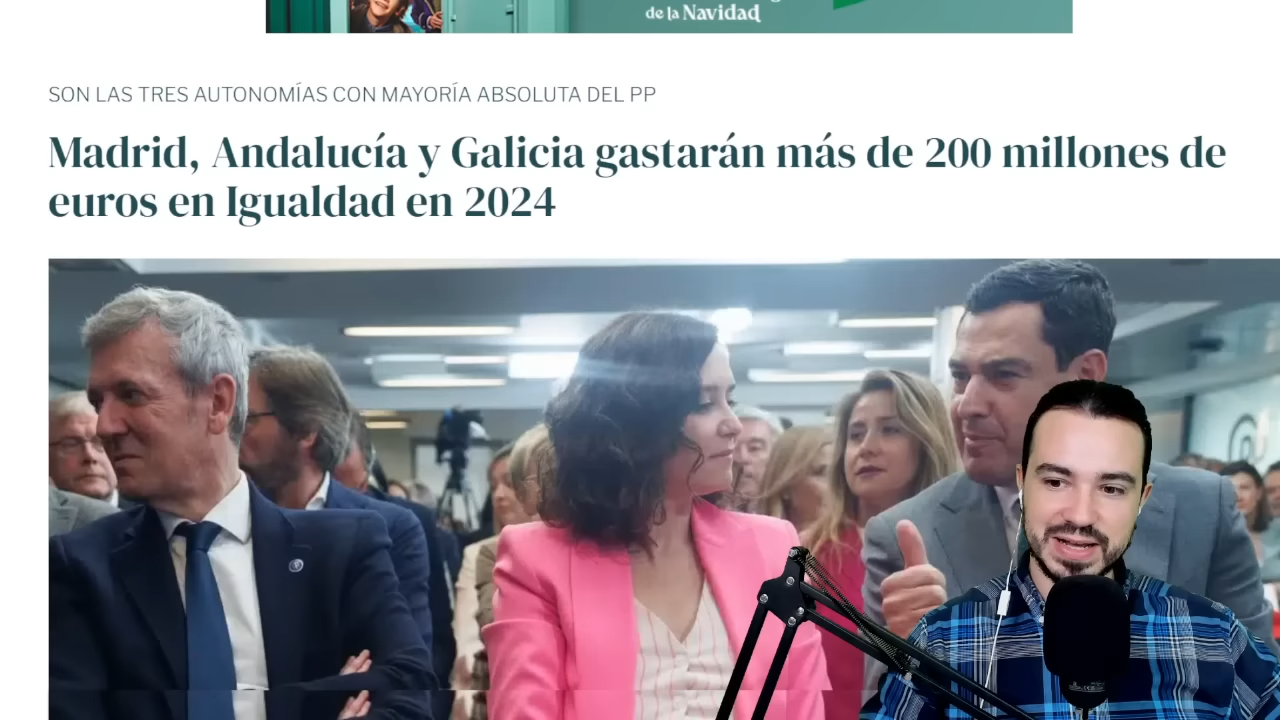 de la Navidad
SON LAS TRES AUTONOMÍAS CON MAYORÍA ABSOLUTA DEL PP
Madrid, Andalucía y Galicia gastarán más de 200 millones de
euros en Igualdad en 2024